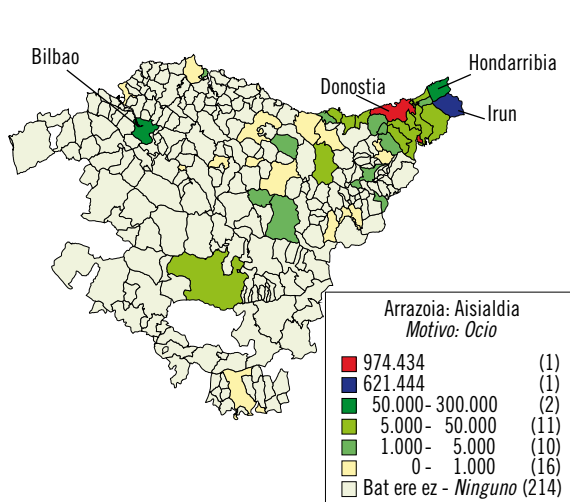 Bilbao
Hondarribia
Donostia
Irun
Arrazoia: Aisialdia
Motivo: Ocio
974.434 (1)
621.444 (1)
50.000 - 300.000 (2)
5.000 - 50.000 (11)
1.000 - 5.000 (10)
0 - 1.000 (16)
Bat ere ez - Ninguno (214)